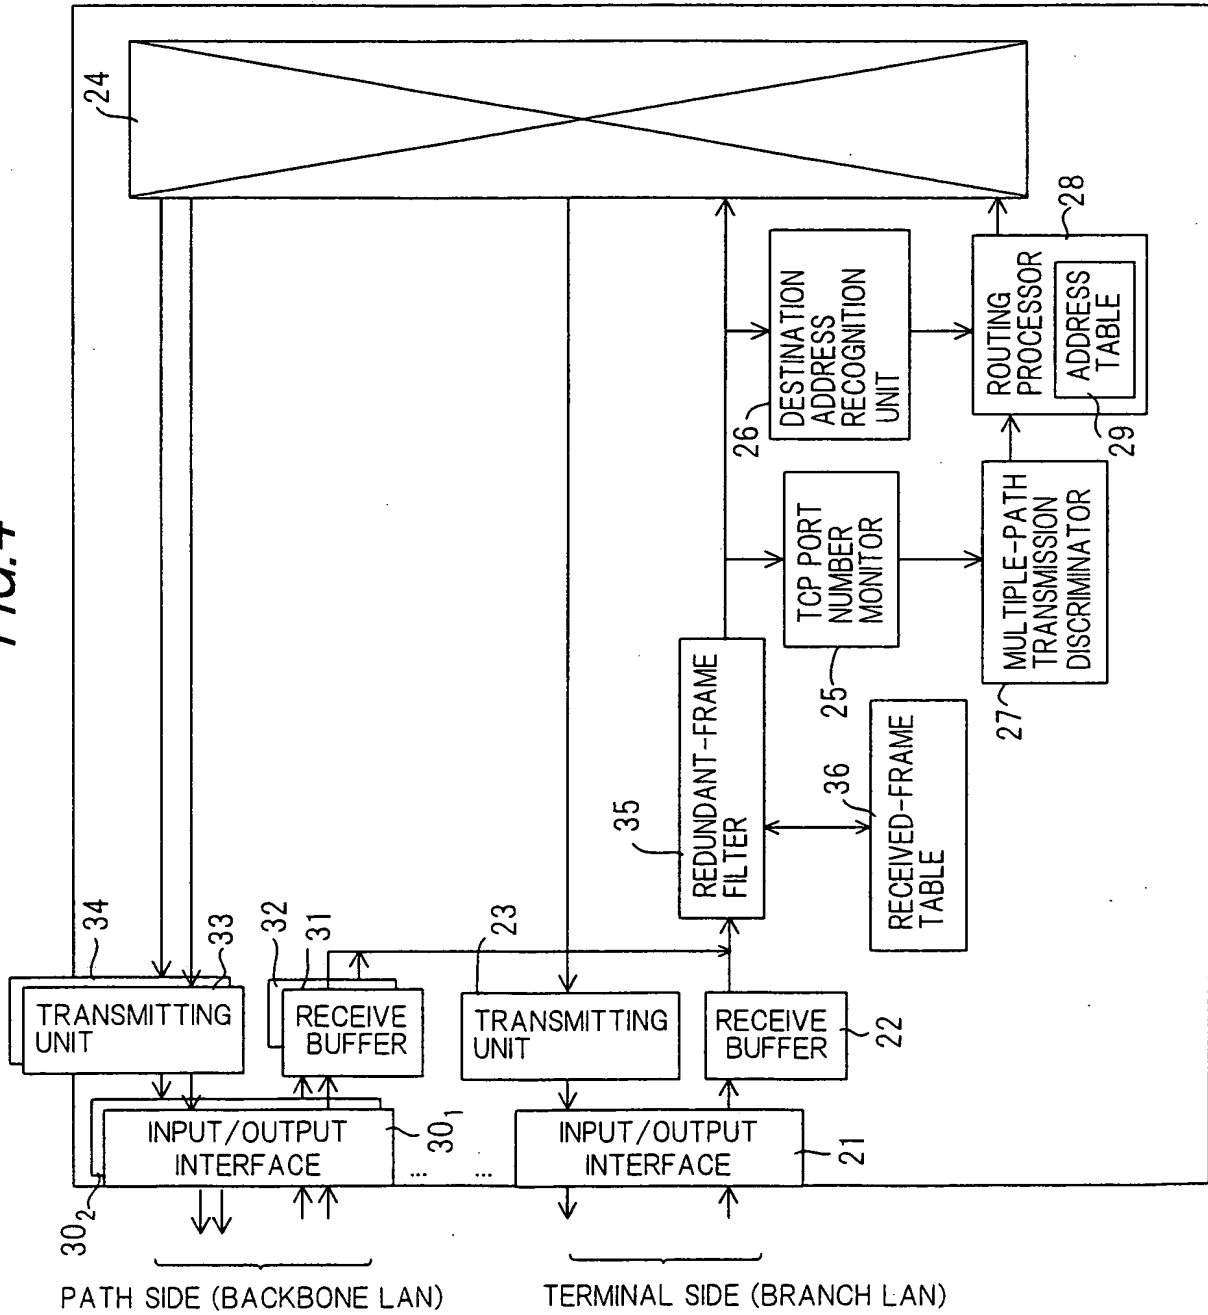 FIG.4
24
34
TRANSMITTING
UNIT
33
32
31
RECEIVE
BUFFER
23
TRANSMITTING
UNIT
RECEIVE
BUFFER
22
INPUT/OUTPUT
INTERFACE
30₁
30₂
... ...
INPUT/OUTPUT
INTERFACE
21
35
REDUNDANT-FRAME
FILTER
36
RECEIVED-FRAME
TABLE
TCP PORT
NUMBER
MONITOR
25
26
DESTINATION
ADDRESS
RECOGNITION
UNIT
MULTIPLE-PATH
TRANSMISSION
DISCRIMINATOR
27
ROUTING
PROCESSOR
28
ADDRESS
TABLE
29
PATH SIDE (BACKBONE LAN)
TERMINAL SIDE (BRANCH LAN)